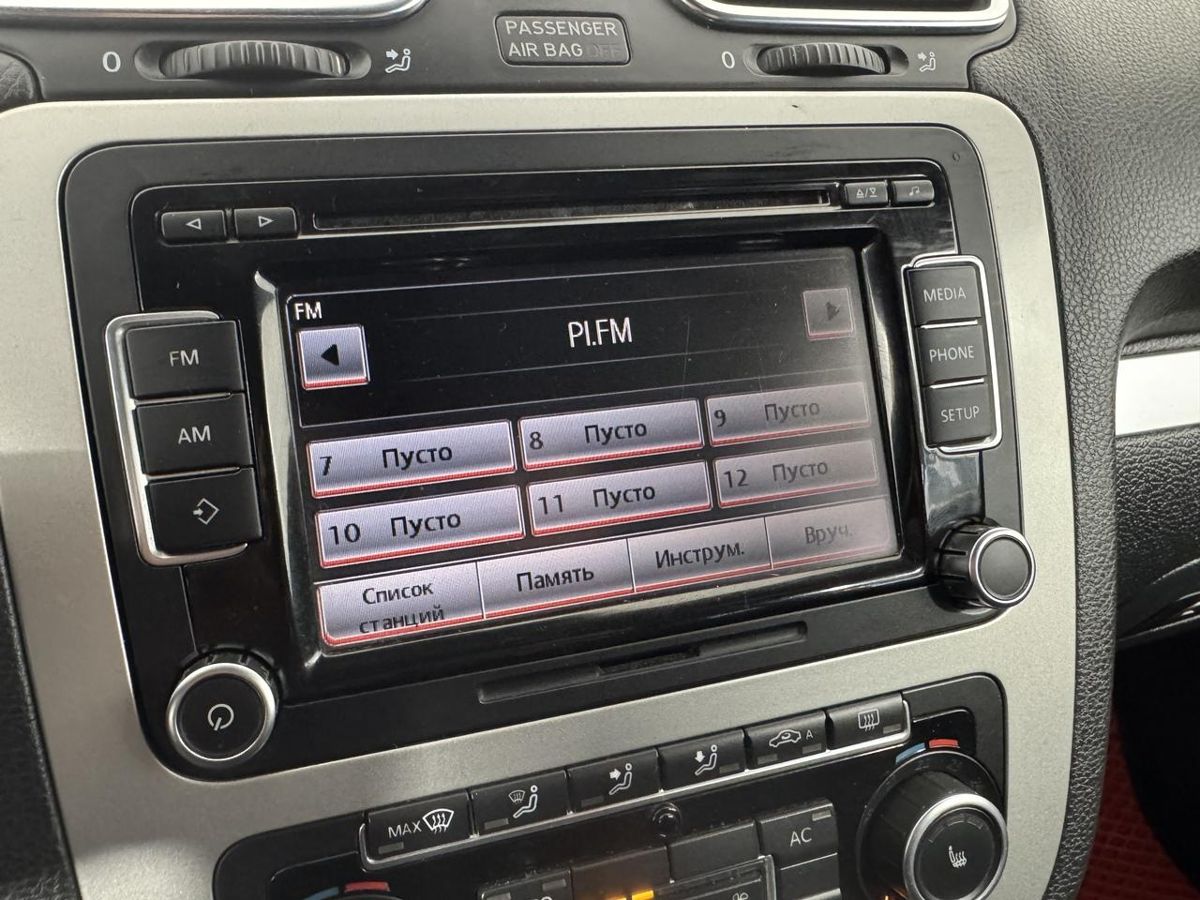 PASSENGER
AIR BAG OFF
0
0
FM
AM
MEDIA
PHONE
SETUP
FM
PI.FM
7 Пусто
8 Пусто
9 Пусто
10 Пусто
11 Пусто
12 Пусто
Список
станций
Память
Инструм.
Вруч.
MAX
A
AC